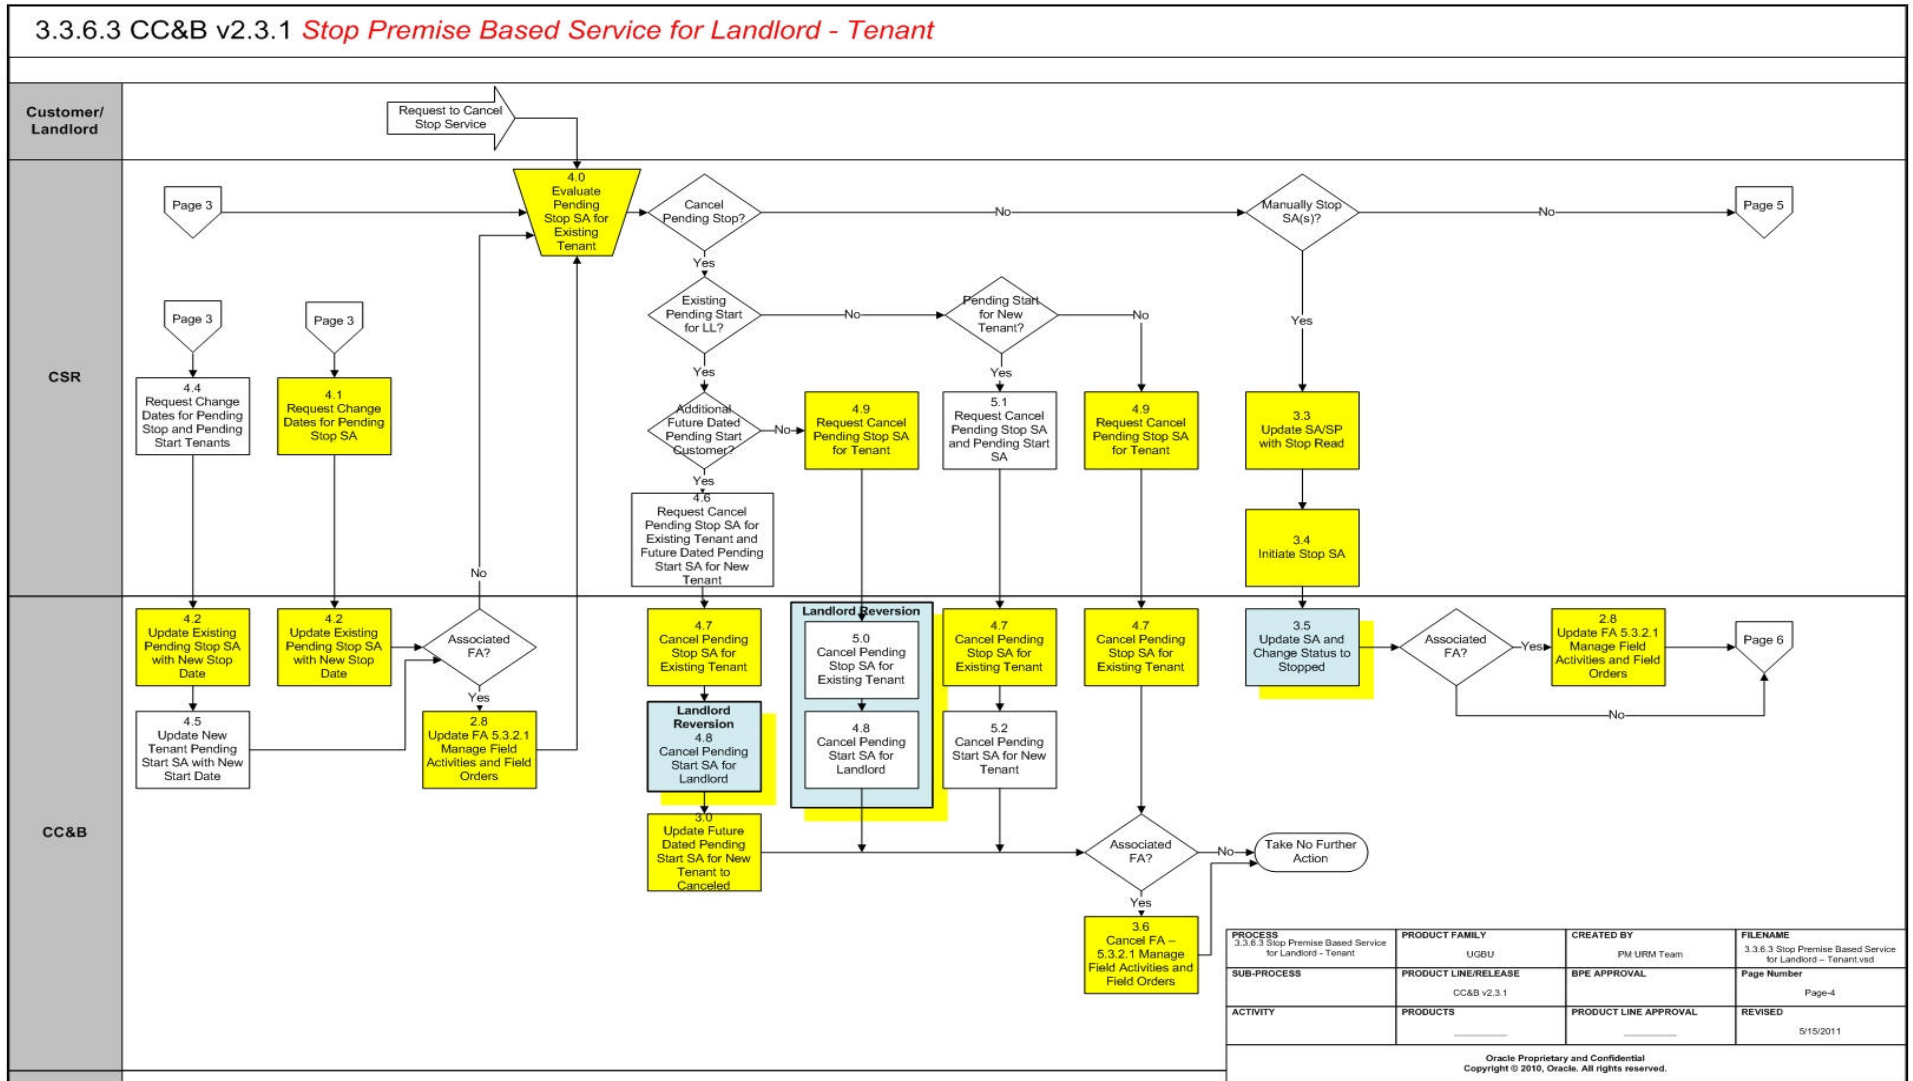 3.3.6.3 CC&B v2.3.1 Stop Premise Based Service for Landlord - Tenant
Customer/
Landlord
Request to Cancel
Stop Service
CSR
Page 3
4.0
Evaluate
Pending
Stop SA for
Existing
Tenant
Cancel
Pending Stop?
No
Manually Stop
SA(s)?
No
Page 5
Yes
Page 3
Page 3
Existing
Pending Start
for LL?
No
Pending Start
for New
Tenant?
No
Yes
Yes
Yes
4.4
Request Change
Dates for Pending
Stop and Pending
Start Tenants
4.1
Request Change
Dates for Pending
Stop SA
Additional
Future Dated
Pending Start
Customer?
No
4.9
Request Cancel
Pending Stop SA
for Tenant
5.1
Request Cancel
Pending Stop SA
and Pending Start
SA
4.9
Request Cancel
Pending Stop SA
for Tenant
3.3
Update SA/SP
with Stop Read
Yes
4.6
Request Cancel
Pending Stop SA for
Existing Tenant and
Future Dated Pending
Start SA for New
Tenant
3.4
Initiate Stop SA
No
CC&B
4.2
Update Existing
Pending Stop SA
with New Stop
Date
4.2
Update Existing
Pending Stop SA
with New Stop
Date
Associated
FA?
Yes
4.7
Cancel Pending
Stop SA for
Existing Tenant
Landlord Reversion
5.0
Cancel Pending
Stop SA for
Existing Tenant
4.7
Cancel Pending
Stop SA for
Existing Tenant
4.7
Cancel Pending
Stop SA for
Existing Tenant
3.5
Update SA and
Change Status to
Stopped
Associated
FA?
Yes
2.8
Update FA 5.3.2.1
Manage Field
Activities and Field
Orders
Page 6
No
4.5
Update New
Tenant Pending
Start SA with New
Start Date
2.8
Update FA 5.3.2.1
Manage Field
Activities and Field
Orders
Landlord
Reversion
4.8
Cancel Pending
Start SA for
Landlord
4.8
Cancel Pending
Start SA for
Landlord
5.2
Cancel Pending
Start SA for New
Tenant
3.0
Update Future
Dated Pending
Start SA for New
Tenant to
Canceled
Associated
FA?
No
Take No Further
Action
Yes
3.6
Cancel FA –
5.3.2.1 Manage
Field Activities and
Field Orders
PROCESS
3.3.6.3 Stop Premise Based Service
for Landlord - Tenant
PRODUCT FAMILY
UGBU
CREATED BY
PM URM Team
FILENAME
3.3.6.3 Stop Premise Based Service
for Landlord – Tenant.vsd
SUB-PROCESS
PRODUCT LINE/RELEASE
CC&B v2.3.1
BPE APPROVAL
Page Number
Page-4
ACTIVITY
PRODUCTS
PRODUCT LINE APPROVAL
REVISED
5/15/2011
Oracle Proprietary and Confidential
Copyright © 2010, Oracle. All rights reserved.